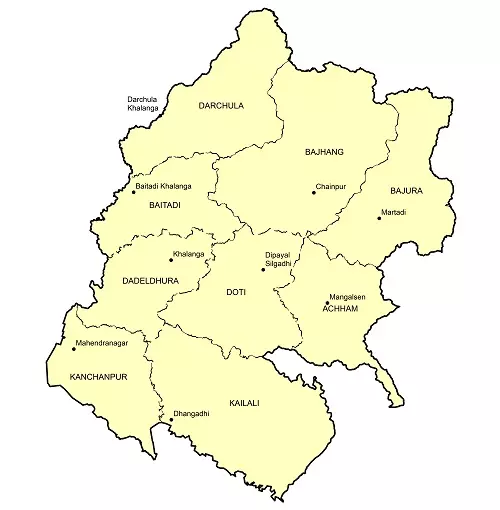 Darchula
Khalanga
DARCHULA
BAJHANG
Baitadi Khalanga
BAITADI
Chainpur
BAJURA
Martadi
Khalanga
DADELDHURA
Dipayal
Silgadhi
DOTI
Mangalsen
ACHHAM
Mahendranagar
KANCHANPUR
KAILALI
Dhangadhi